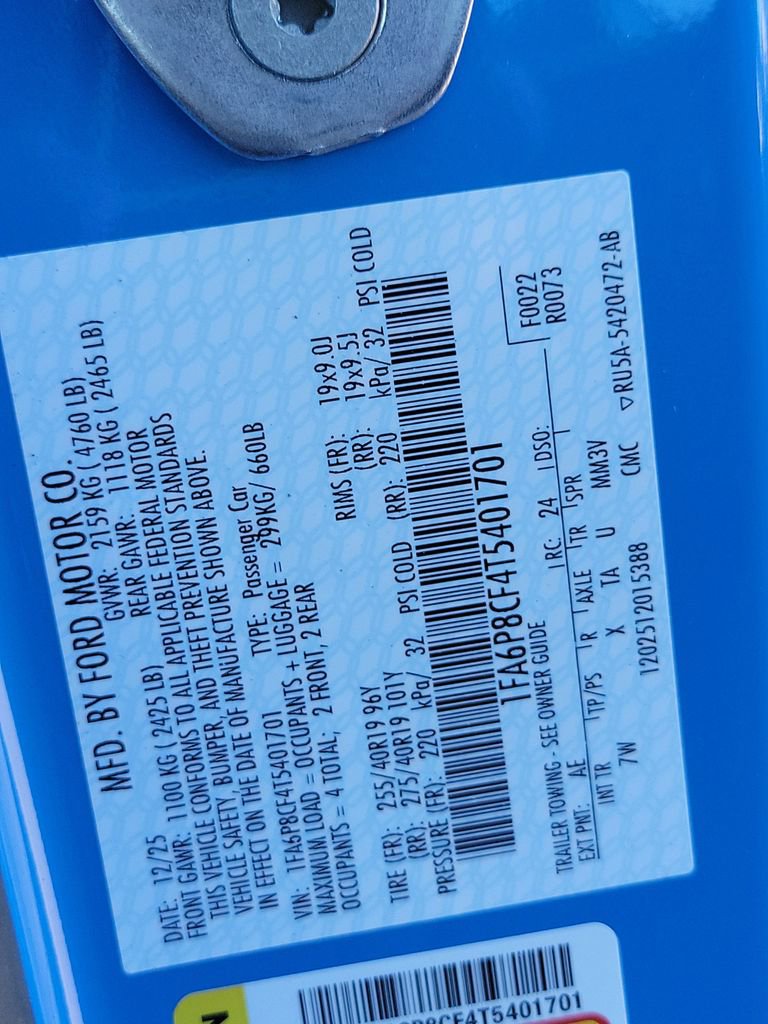 MFD. BY FORD MOTOR CO.
DATE: 12/25 GVWR: 2159 KG ( 4760 LB)
FRONT GAWR: 1100 KG ( 2425 LB) REAR GAWR: 1118 KG ( 2465 LB)
THIS VEHICLE CONFORMS TO ALL APPLICABLE FEDERAL MOTOR
VEHICLE SAFETY, BUMPER, AND THEFT PREVENTION STANDARDS
IN EFFECT ON THE DATE OF MANUFACTURE SHOWN ABOVE.
VIN: 1FA6P8CF4T5401701 TYPE: Passenger Car
MAXIMUM LOAD = OCCUPANTS + LUGGAGE = 299KG/ 660LB
OCCUPANTS = 4 TOTAL; 2 FRONT, 2 REAR
TIRE (FR): 255/40R19 96Y RIMS (FR): 19x9.0J
(RR): 275/40R19 101Y (RR): 19x9.5J
PRESSURE (FR): 220 kPa/ 32 PSI COLD (RR): 220 kPa/ 32 PSI COLD
1FA6P8CF4T5401701
TRAILER TOWING - SEE OWNER GUIDE F0022
EXT PNT: AE RC: 24 DSO: R0073
INT TR TP/PS R AXLE TR SPR
7W X TA U MM3V
1202512015388 CMC ▽RU5A-5420472-AB
P8CF4T5401701